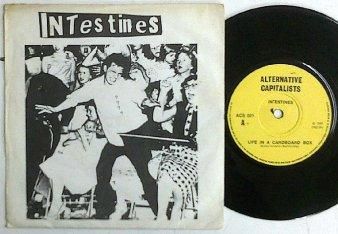 INTestines
ALTERNATIVE
CAPITALISTS
INTESTINES
A
LIFE IN A CARDBOARD BOX